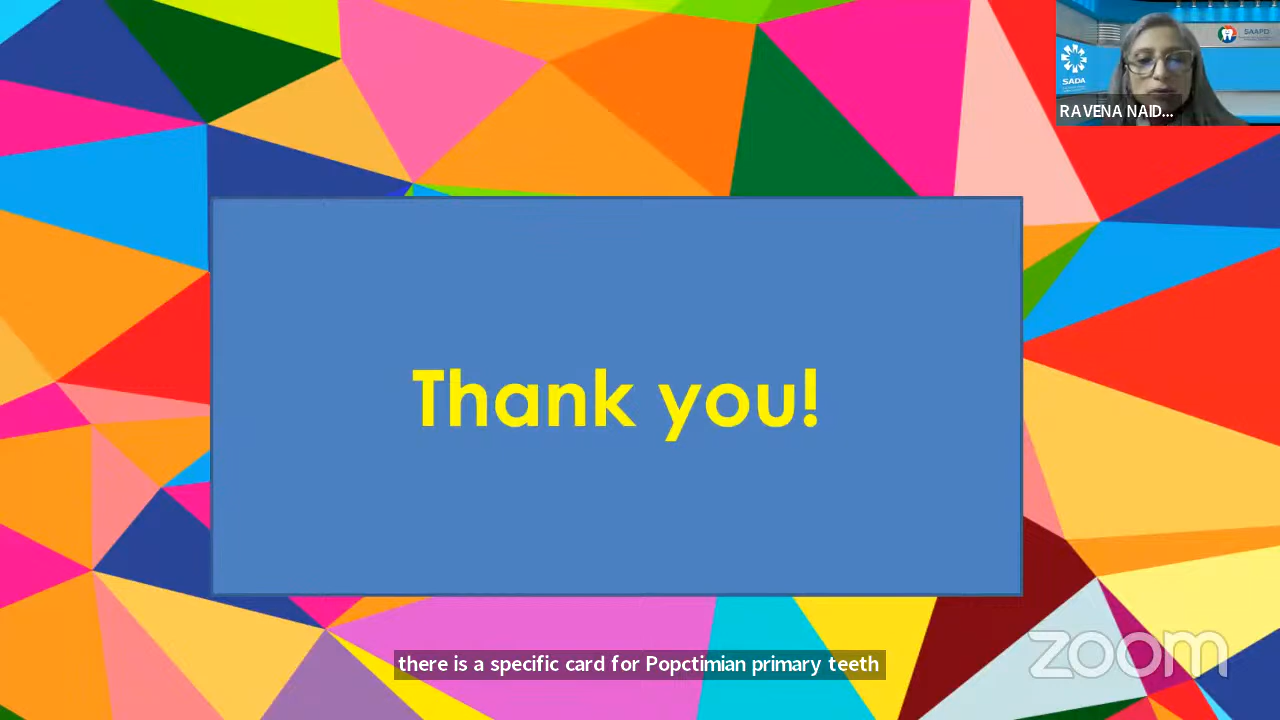 SAAPD
SADA
RAVENA NAID...
Thank you!
there is a specific card for Popctimian primary teeth
zoom